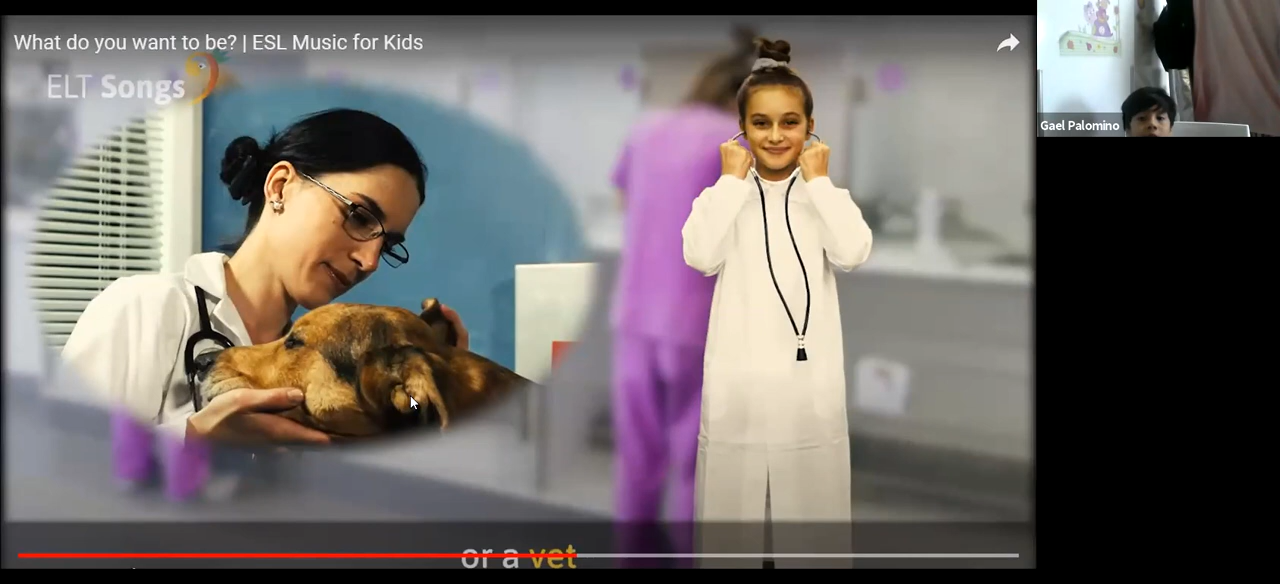 What do you want to be? | ESL Music for Kids
ELT Songs
Gael Palomino
or a vet